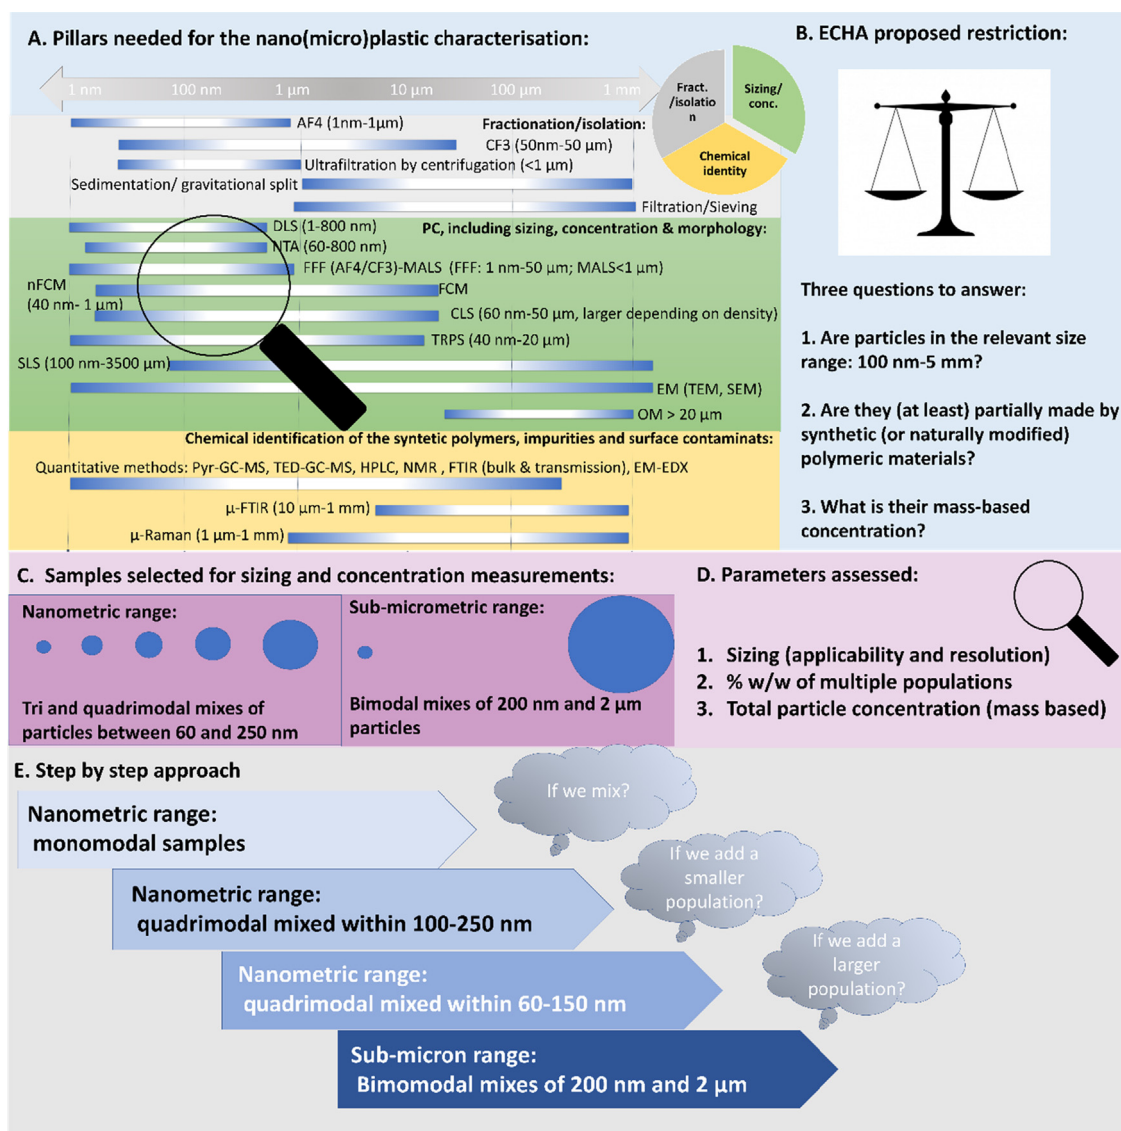 A. Pillars needed for the nano(micro)plastic characterisation:
1 nm 100 nm 1 µm 10 µm 100 µm 1 mm
Fract.
/isolatio
n
Sizing/
conc.
Chemical
identity
AF4 (1nm-1µm)
Fractionation/isolation:
CF3 (50nm-50 µm)
Ultrafiltration by centrifugation (<1 µm)
Sedimentation/ gravitational split
Filtration/Sieving
DLS (1-800 nm)
PC, including sizing, concentration & morphology:
NTA (60-800 nm)
FFF (AF4/CF3)-MALS (FFF: 1 nm-50 µm; MALS<1 µm)
nFCM
(40 nm- 1 µm)
FCM
CLS (60 nm-50 µm, larger depending on density)
TRPS (40 nm-20 µm)
SLS (100 nm-3500 µm)
EM (TEM, SEM)
OM > 20 µm
Chemical identification of the syntetic polymers, impurities and surface contaminats:
Quantitative methods: Pyr-GC-MS, TED-GC-MS, HPLC, NMR , FTIR (bulk & transmission), EM-EDX
µ-FTIR (10 µm-1 mm)
µ-Raman (1 µm-1 mm)
B. ECHA proposed restriction:
Three questions to answer:
1. Are particles in the relevant size
range: 100 nm-5 mm?
2. Are they (at least) partially made by
synthetic (or naturally modified)
polymeric materials?
3. What is their mass-based
concentration?
C. Samples selected for sizing and concentration measurements:
Nanometric range:
Tri and quadrimodal mixes of
particles between 60 and 250 nm
Sub-micrometric range:
Bimodal mixes of 200 nm and 2 µm
particles
D. Parameters assessed:
1. Sizing (applicability and resolution)
2. % w/w of multiple populations
3. Total particle concentration (mass based)
E. Step by step approach
Nanometric range:
monomodal samples
If we mix?
Nanometric range:
quadrimodal mixed within 100-250 nm
If we add a
smaller
population?
Nanometric range:
quadrimodal mixed within 60-150 nm
If we add a
larger
population?
Sub-micron range:
Bimomodal mixes of 200 nm and 2 µm